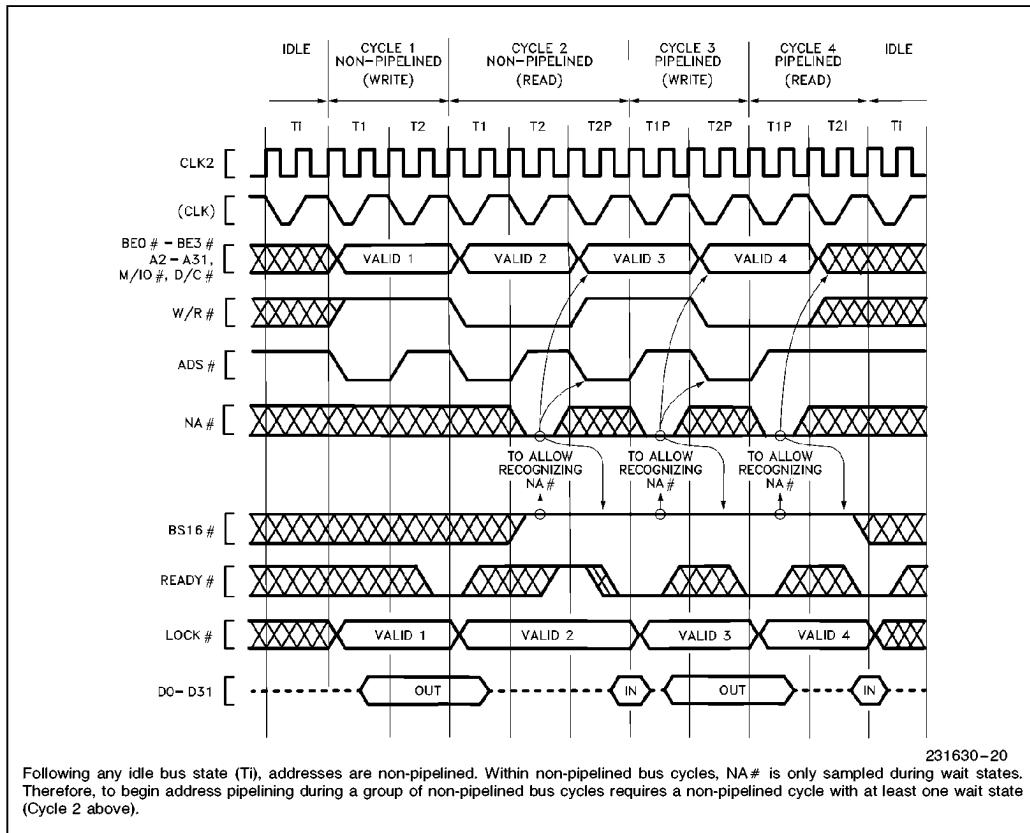 IDLE CYCLE 1 CYCLE 2 CYCLE 3 CYCLE 4 IDLE
NON-PIPELINED NON-PIPELINED PIPELINED PIPELINED
(WRITE) (READ) (WRITE) (READ)
Ti T1 T2 T1 T2 T2P T1P T2P T1P T2I Ti
CLK2
(CLK)
BE0 # - BE3 #
A2 - A31,
M/IO #, D/C #
VALID 1 VALID 2 VALID 3 VALID 4
W/R #
ADS #
NA #
TO ALLOW TO ALLOW TO ALLOW
RECOGNIZING RECOGNIZING RECOGNIZING
NA # NA # NA #
BS16 #
READY #
LOCK # VALID 1 VALID 2 VALID 3 VALID 4
D0- D31 OUT IN OUT IN
231630-20
Following any idle bus state (Ti), addresses are non-pipelined. Within non-pipelined bus cycles, NA# is only sampled during wait states.
Therefore, to begin address pipelining during a group of non-pipelined bus cycles requires a non-pipelined cycle with at least one wait state
(Cycle 2 above).